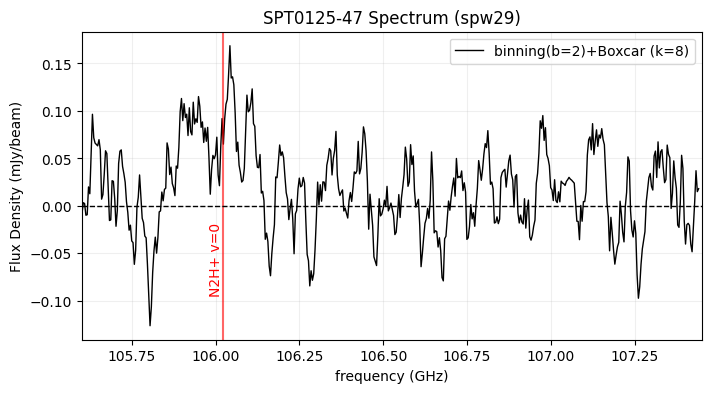 SPT0125-47 Spectrum (spw29)
binning(b=2)+Boxcar (k=8)
Flux Density (mJy/beam)
0.15
0.10
0.05
0.00
−0.05
−0.10
N2H+ v=0
105.75
106.00
106.25
106.50
106.75
107.00
107.25
frequency (GHz)